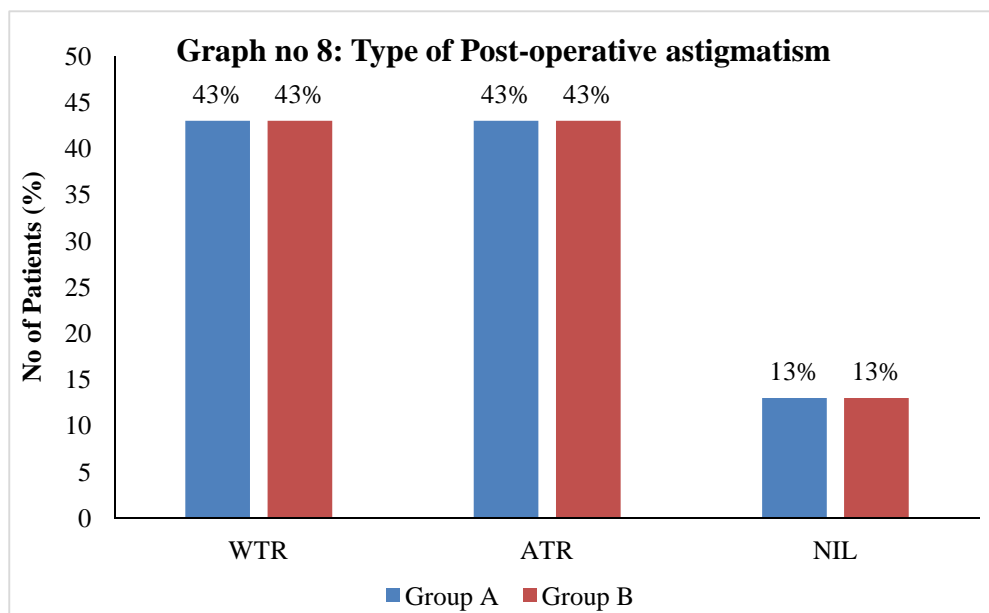 Graph no 8: Type of Post-operative astigmatism
No of Patients (%)
50
45
40
35
30
25
20
15
10
5
0
43% 43% 43% 43% 13% 13%
WTR ATR NIL
Group A Group B